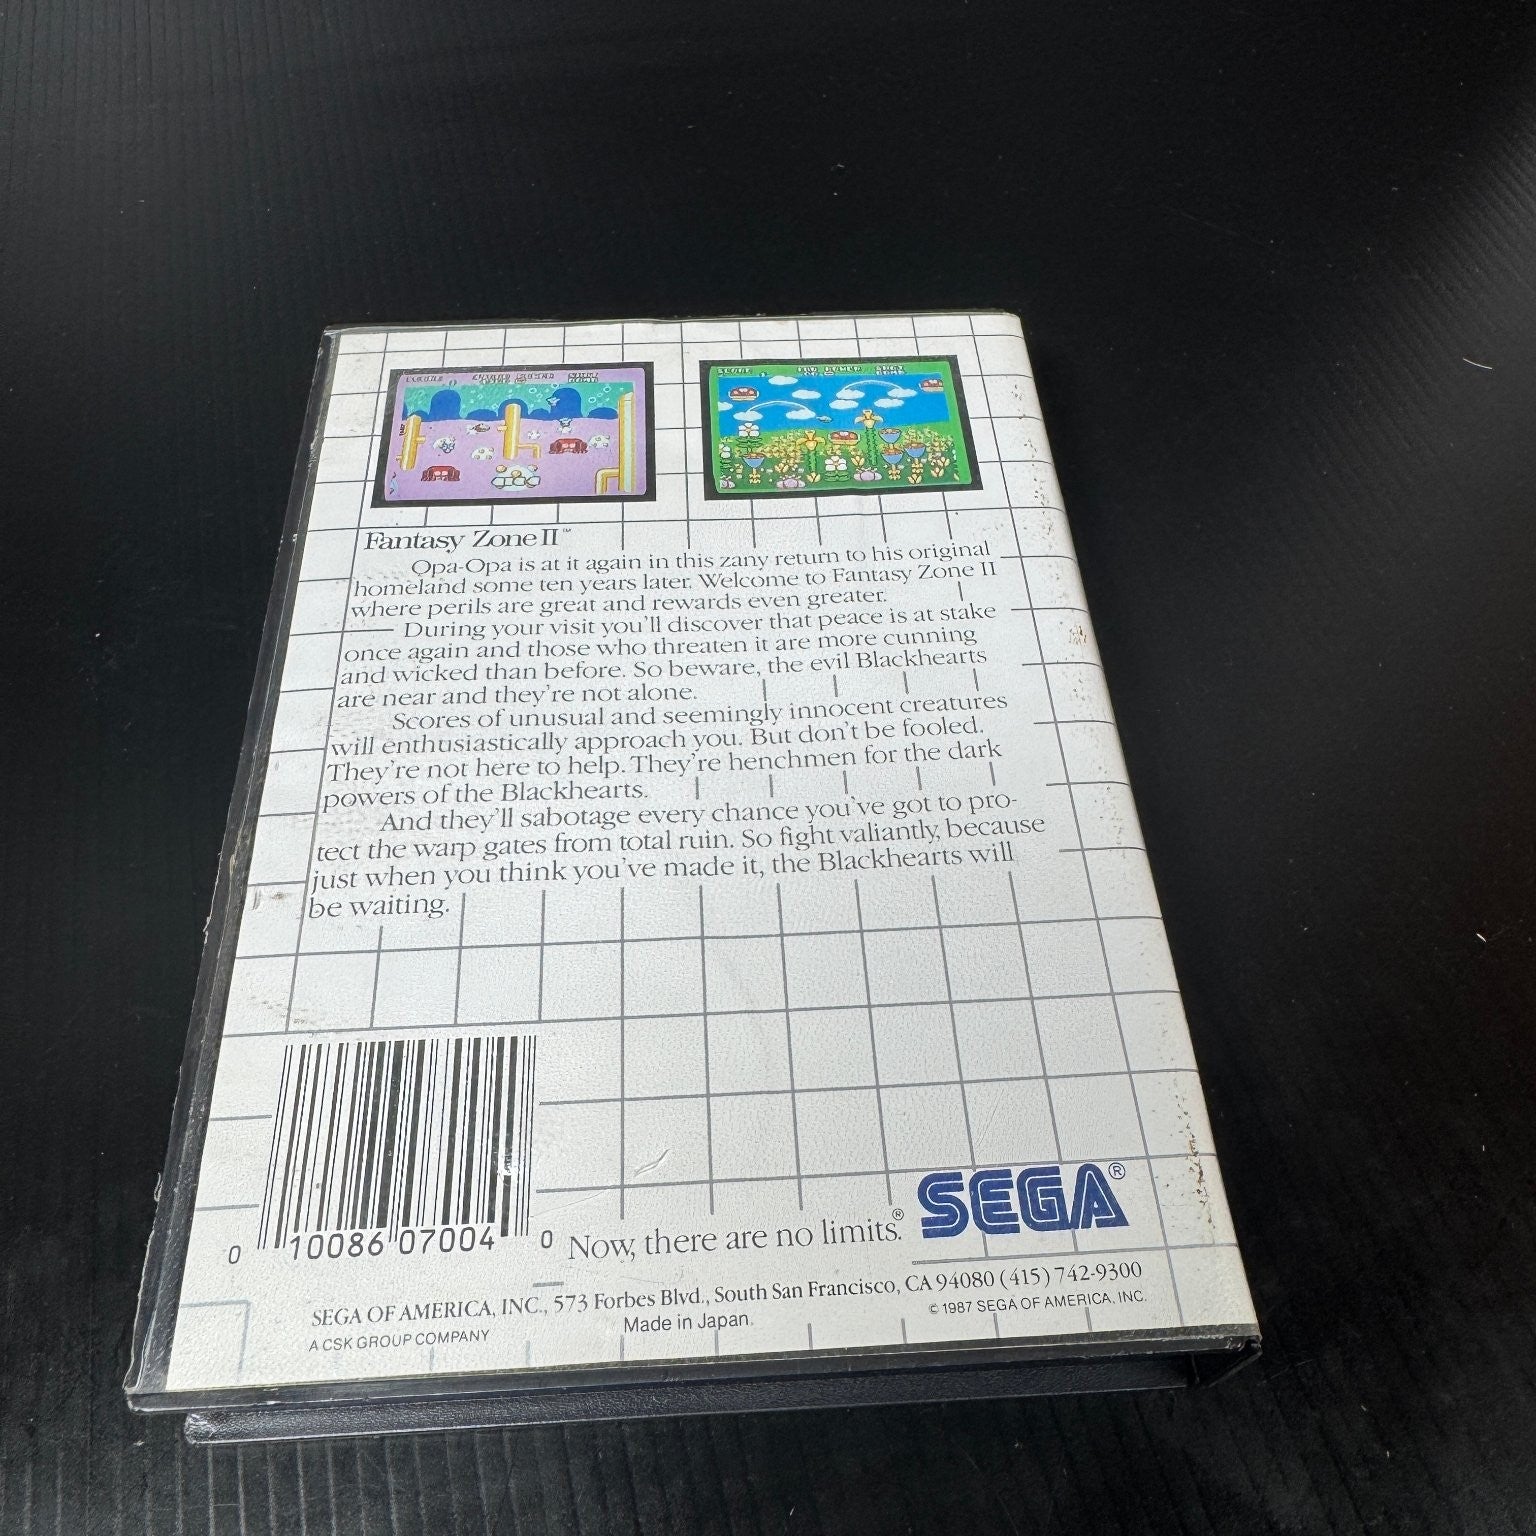 Fantasy Zone II™
Opa-Opa is at it again in this zany return to his original
homeland some ten years later. Welcome to Fantasy Zone II
where perils are great and rewards even greater.
During your visit you'll discover that peace is at stake
once again and those who threaten it are more cunning
and wicked than before. So beware, the evil Blackhearts
are near and they're not alone.
Scores of unusual and seemingly innocent creatures
will enthusiastically approach you. But don't be fooled.
They're not here to help. They're henchmen for the dark
powers of the Blackhearts.
And they'll sabotage every chance you've got to pro-
tect the warp gates from total ruin. So fight valiantly, because
just when you think you've made it, the Blackhearts will
be waiting.
0 10086 07004 0
Now, there are no limits.® SEGA®
SEGA OF AMERICA, INC., 573 Forbes Blvd., South San Francisco, CA 94080 (415) 742-9300
A CSK GROUP COMPANY Made in Japan. © 1987 SEGA OF AMERICA, INC.